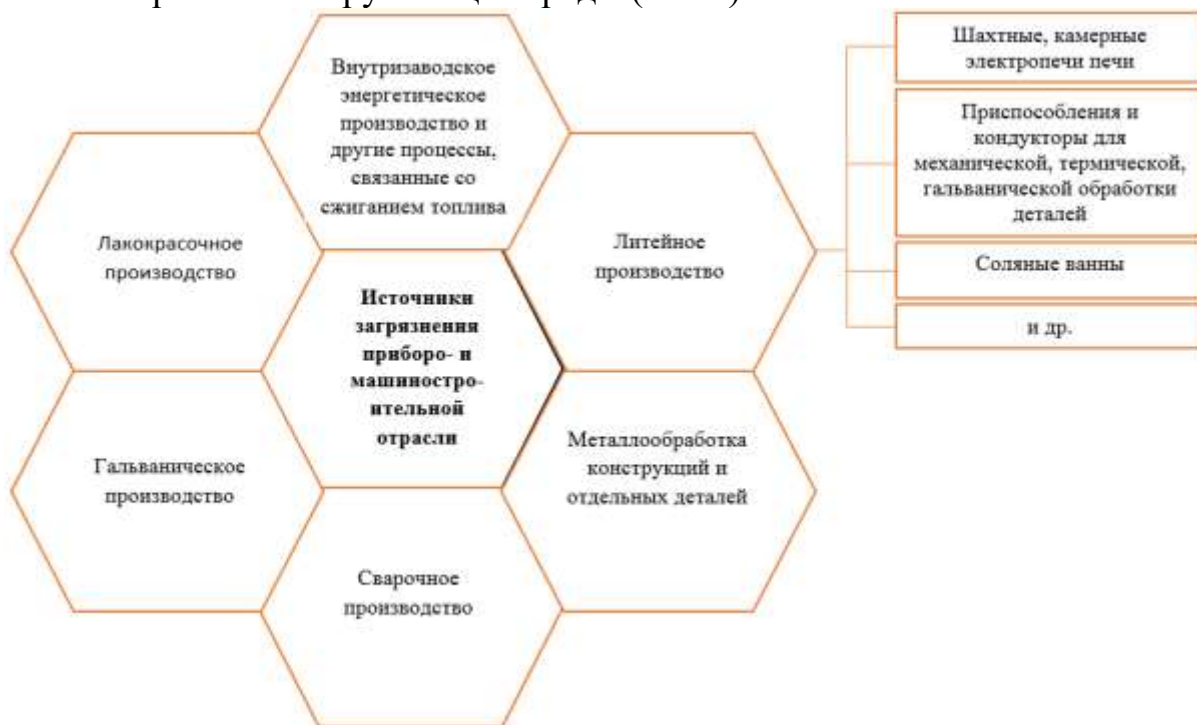 Внутризаводское
энергетическое
производство и
другие процессы,
связанные со
сжиганием топлива
Лакокрасочное
производство
Литейное
производство
Источники
загрязнения
приборо- и
машиностро-
ительной
отрасли
Гальваническое
производство
Металлообработка
конструкций и
отдельных деталей
Сварочное
производство
Шахтные, камерные
электропечи печи
Приспособления и
кондукторы для
механической, термической,
гальванической обработки
деталей
Соляные ванны
и др.